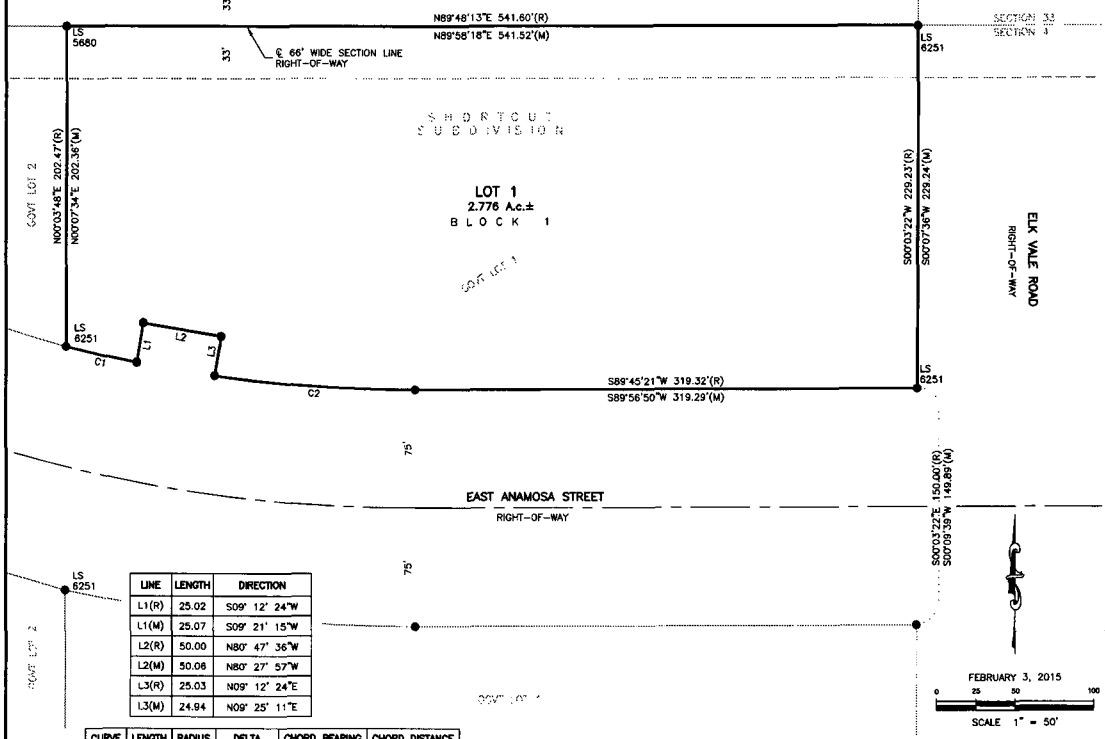 33'
N89°48'13"E 541.60'(R)
N89°58'18"E 541.52'(M)
SECTION 33
SECTION 4
LS
5680
LS
6251
33'
℄ 66' WIDE SECTION LINE
RIGHT-OF-WAY
SHORTCUT
SUBDIVISION
GOVT LOT 2
N00°03'48"E 202.47'(R)
N00°07'34"E 202.36'(M)
LOT 1
2.776 A.c.±
BLOCK 1
GOVT LOT 1
S00°03'22"W 229.23'(R)
S00°07'36"W 229.24'(M)
ELK VALE ROAD
RIGHT-OF-WAY
LS
6251
C1
L1
L2
L3
C2
S89°45'21"W 319.32'(R)
S89°56'50"W 319.29'(M)
LS
6251
75'
EAST ANAMOSA STREET
RIGHT-OF-WAY
S00°03'22"E 150.00'(R)
S00°09'39"W 149.89'(M)
75'
LS
6251
LINE LENGTH DIRECTION
L1(R) 25.02 S09° 12' 24"W
L1(M) 25.07 S09° 21' 15"W
L2(R) 50.00 N80° 47' 36"W
L2(M) 50.06 N80° 27' 57"W
L3(R) 25.03 N09° 12' 24"E
L3(M) 24.94 N09° 25' 11"E
GOVT LOT 2
GOVT LOT 1
FEBRUARY 3, 2015
0 25 50 100
SCALE 1" = 50'
CURVE LENGTH RADIUS DELTA CHORD BEARING CHORD DISTANCE